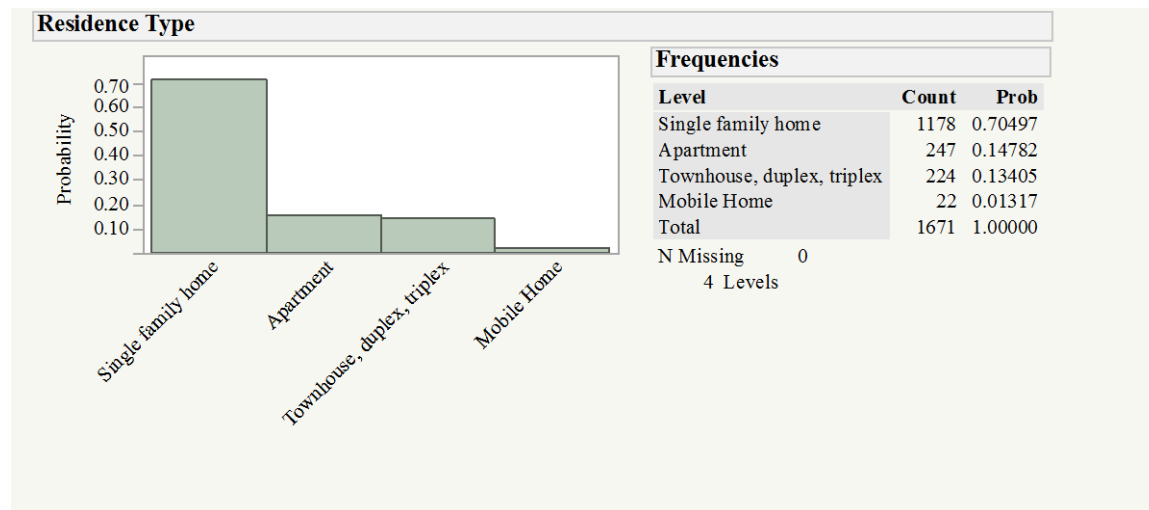 Residence Type
Probability
0.70
0.60
0.50
0.40
0.30
0.20
0.10
Single family home
Apartment
Townhouse, duplex, triplex
Mobile Home
Frequencies
Level Count Prob
Single family home 1178 0.70497
Apartment 247 0.14782
Townhouse, duplex, triplex 224 0.13405
Mobile Home 22 0.01317
Total 1671 1.00000
N Missing 0
4 Levels